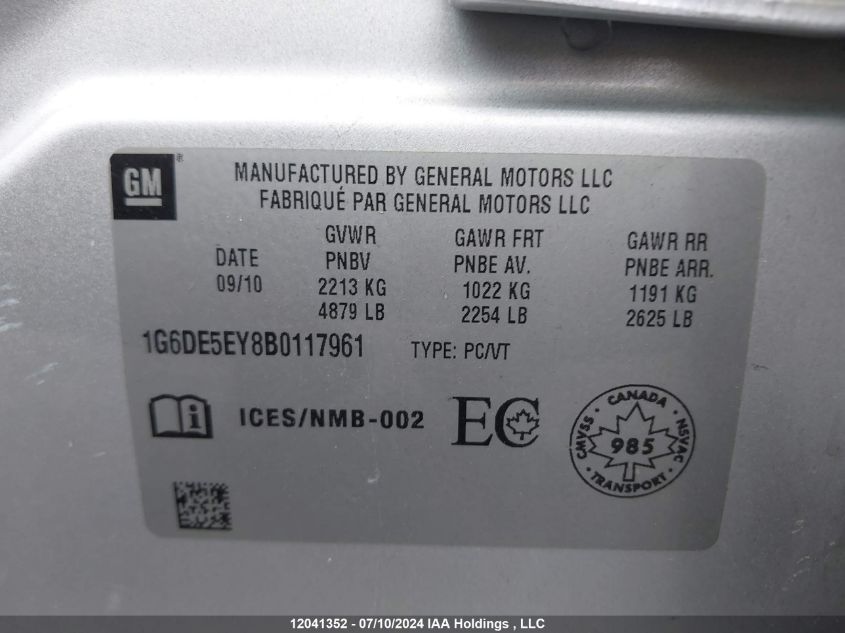 GM®
MANUFACTURED BY GENERAL MOTORS LLC
FABRIQUÉ PAR GENERAL MOTORS LLC
DATE GVWR GAWR FRT GAWR RR
PNBV PNBE AV. PNBE ARR.
09/10 2213 KG 1022 KG 1191 KG
4879 LB 2254 LB 2625 LB
1G6DE5EY8B0117961 TYPE: PC/VT
i ICES/NMB-002 EC
CANADA
CMVSS 985 NSVAC
TRANSPORT
12041352 - 07/10/2024 IAA Holdings , LLC